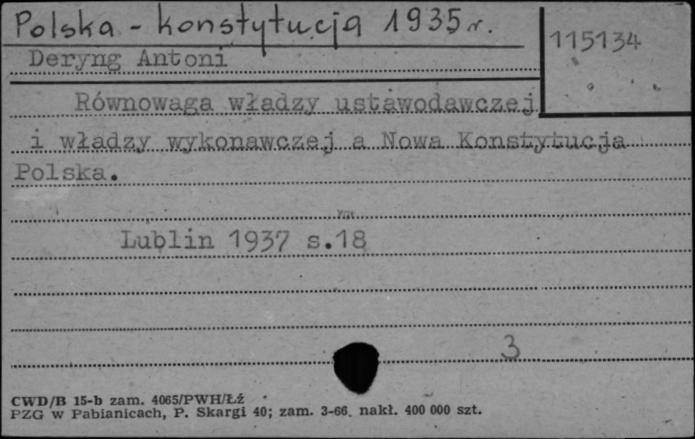 Polska - konstytucja 1935 r.
115134
Deryng Antoni
Równowaga władzy ustawodawczej
i władzy wykonawczej a Nowa Konstytucja
Polska.
Lublin 1937 s.18
3
CWD/B 15-b zam. 4065/PWH/Łź
PZG w Pabianicach, P. Skargi 40; zam. 3-66. nakł. 400 000 szt.